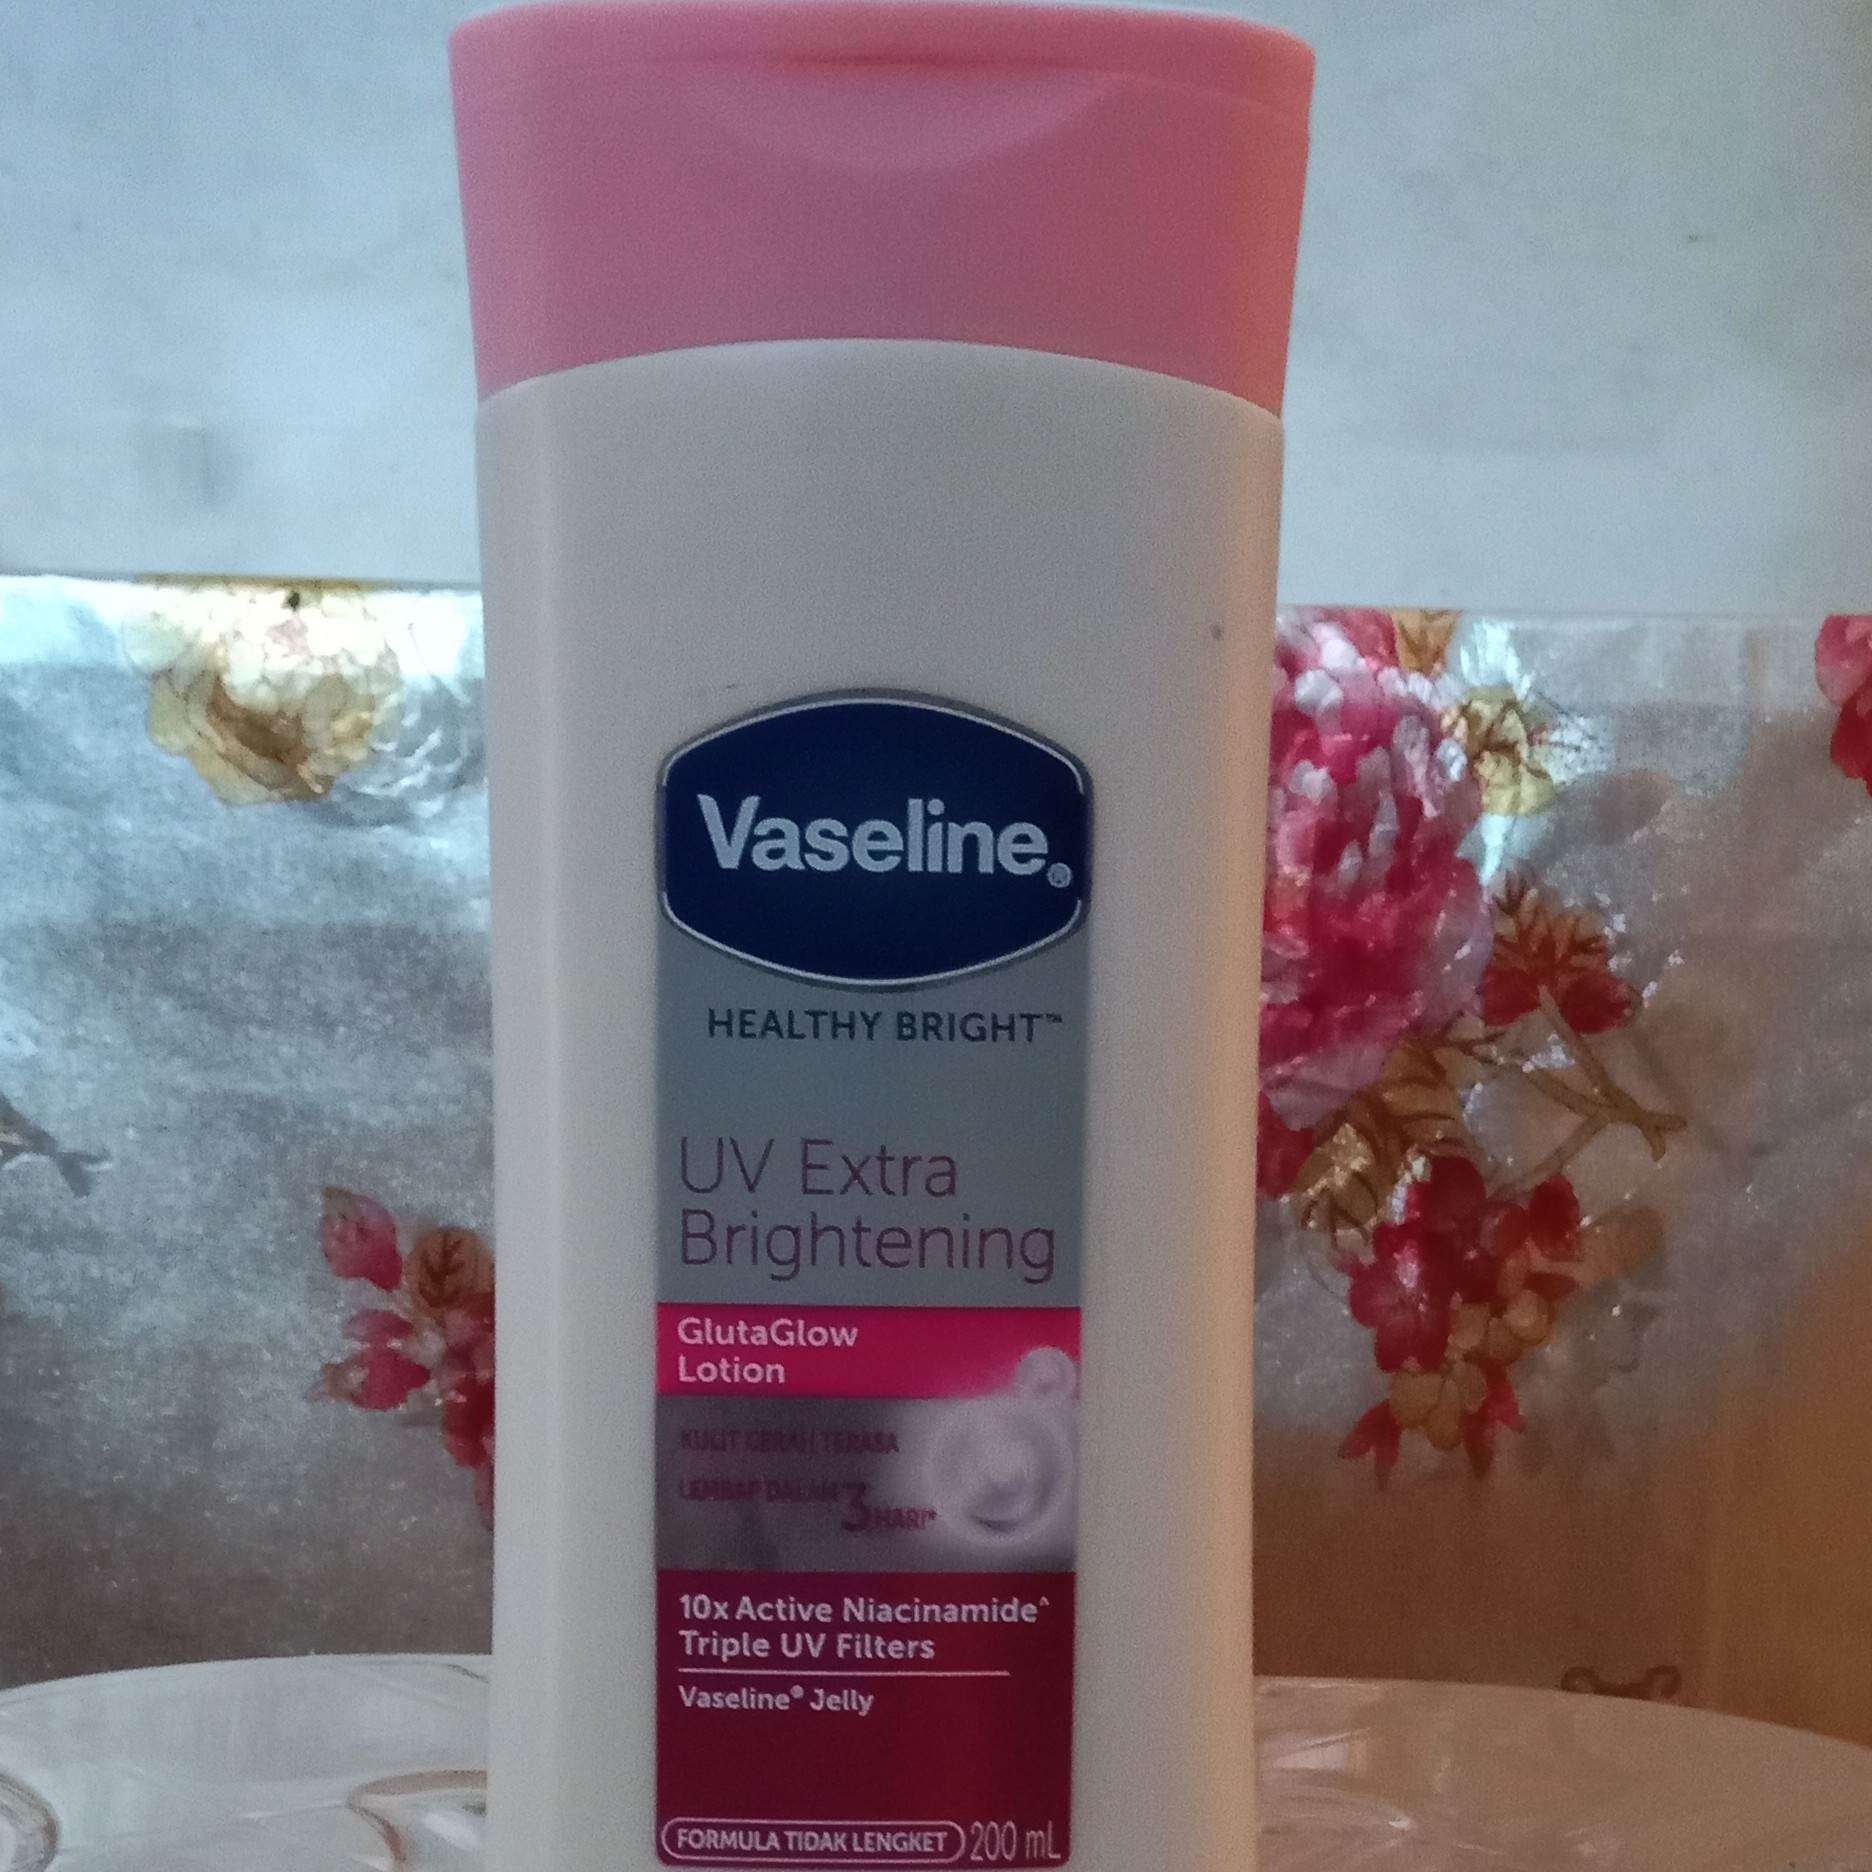 Vaseline®
HEALTHY BRIGHT™
UV Extra
Brightening
GlutaGlow
Lotion
KULIT CERAH TERASA
LEMBAP DALAM 3 HARI*
10x Active Niacinamide^
Triple UV Filters
Vaseline® Jelly
FORMULA TIDAK LENGKET 200 mL